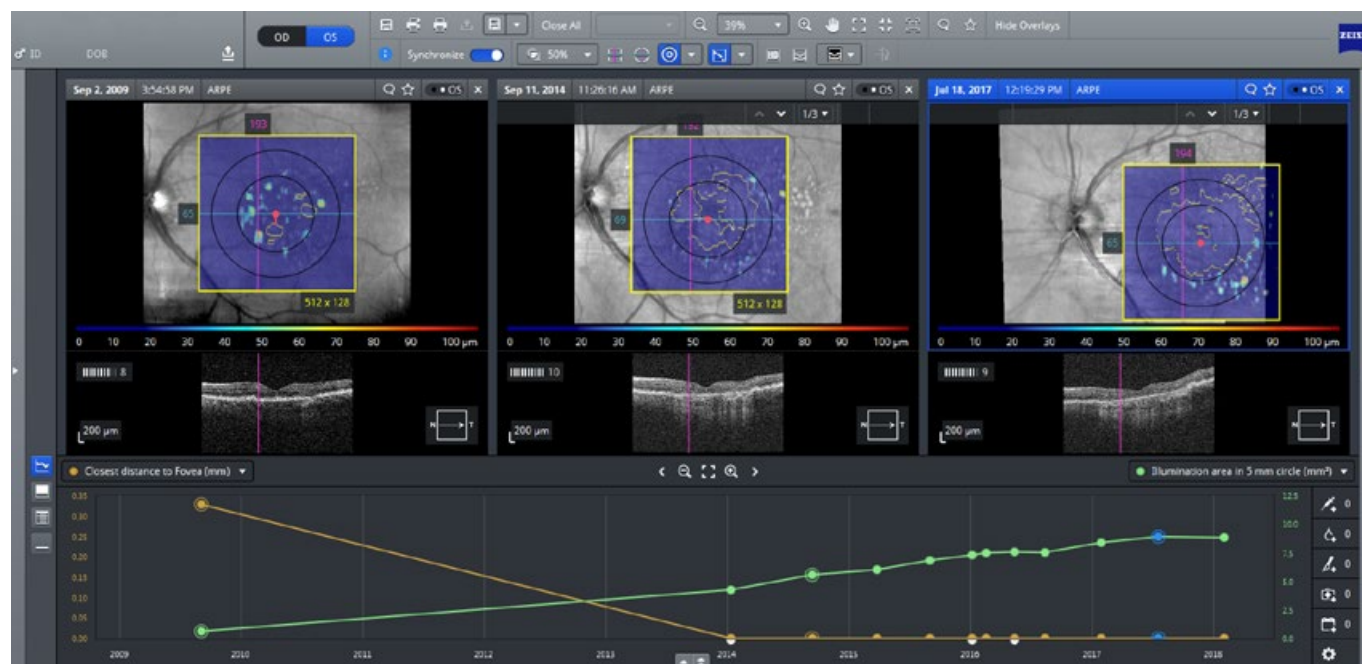 OD OS
Close All
39%
Hide Overlays
ZEISS
ID
DOB
Synchronize
50%
HD
Sep 2, 2009 3:54:58 PM ARPE
OS
193
65
512 x 128
0 10 20 30 40 50 60 70 80 90 100 µm
8
200 µm
N T
Sep 11, 2014 11:26:16 AM ARPE
OS
1/3
192
69
512 x 128
0 10 20 30 40 50 60 70 80 90 100 µm
10
200 µm
N T
Jul 18, 2017 12:19:29 PM ARPE
OS
1/3
194
65
0 10 20 30 40 50 60 70 80 90 100 µm
9
200 µm
N T
Closest distance to Fovea (mm)
Illumination area in 5 mm circle (mm²)
0.35
0.30
0.25
0.20
0.15
0.10
0.05
0.00
12.5
10.0
7.5
5.0
2.5
0.0
2009 2010 2011 2012 2013 2014 2015 2016 2017 2018
0
0
0
0
0